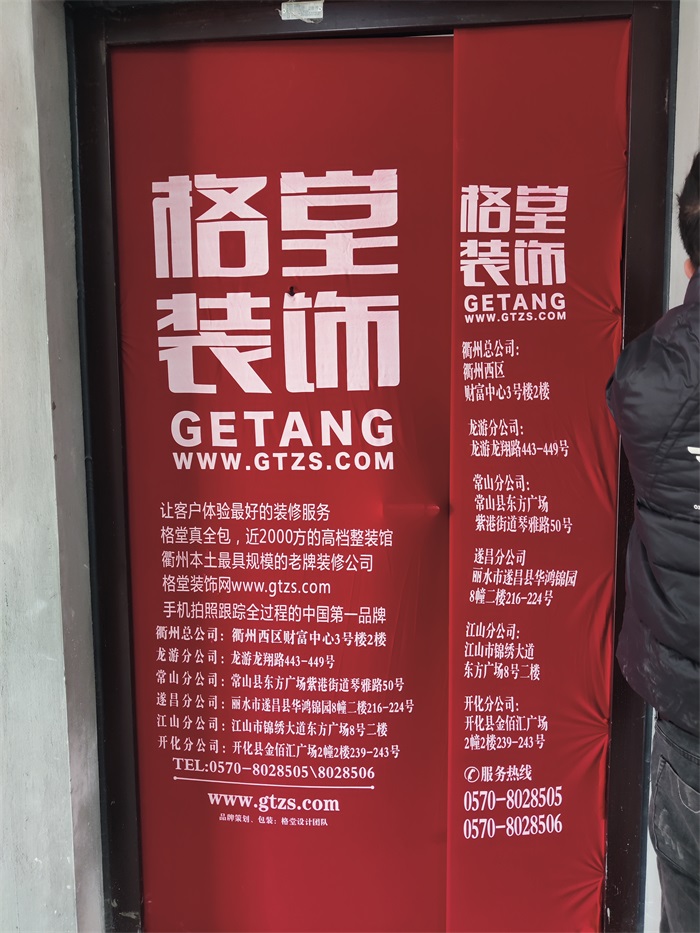 格堂
装饰
GETANG
WWW.GTZS.COM
让客户体验最好的装修服务
格堂真全包，近2000方的高档整装馆
衢州本土最具规模的老牌装修公司
格堂装饰网www.gtzs.com
手机拍照跟踪全过程的中国第一品牌
衢州总公司：衢州西区财富中心3号楼2楼
龙游分公司：龙游龙翔路443-449号
常山分公司：常山县东方广场紫港街道琴雅路50号
遂昌分公司：丽水市遂昌县华鸿锦园8幢二楼216-224号
江山分公司：江山市锦绣大道东方广场8号二楼
开化分公司：开化县金佰汇广场2幢2楼239-243号
TEL:0570-8028505\8028506
www.gtzs.com
品牌策划、包装：格堂设计团队
格堂
装饰
GETANG
WWW.GTZS.COM
衢州总公司：
衢州西区
财富中心3号楼2楼
龙游分公司：
龙游龙翔路443-449号
常山分公司：
常山县东方广场
紫港街道琴雅路50号
遂昌分公司
丽水市遂昌县华鸿锦园
8幢二楼216-224号
江山分公司：
江山市锦绣大道
东方广场8号二楼
开化分公司：
开化县金佰汇广场
2幢2楼239-243号
✆服务热线
0570-8028505
0570-8028506